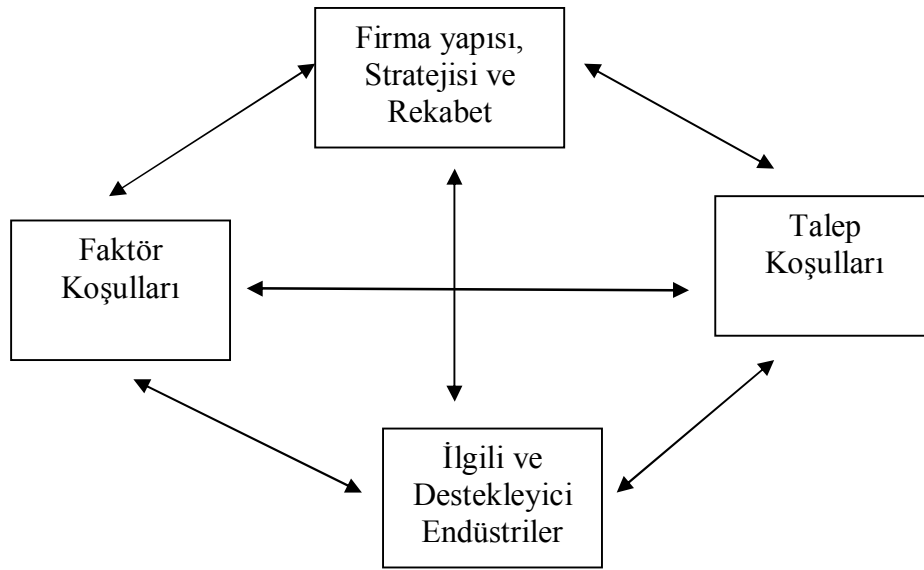 Firma yapısı,
Stratejisi ve
Rekabet
Faktör
Koşulları
Talep
Koşulları
İlgili ve
Destekleyici
Endüstriler